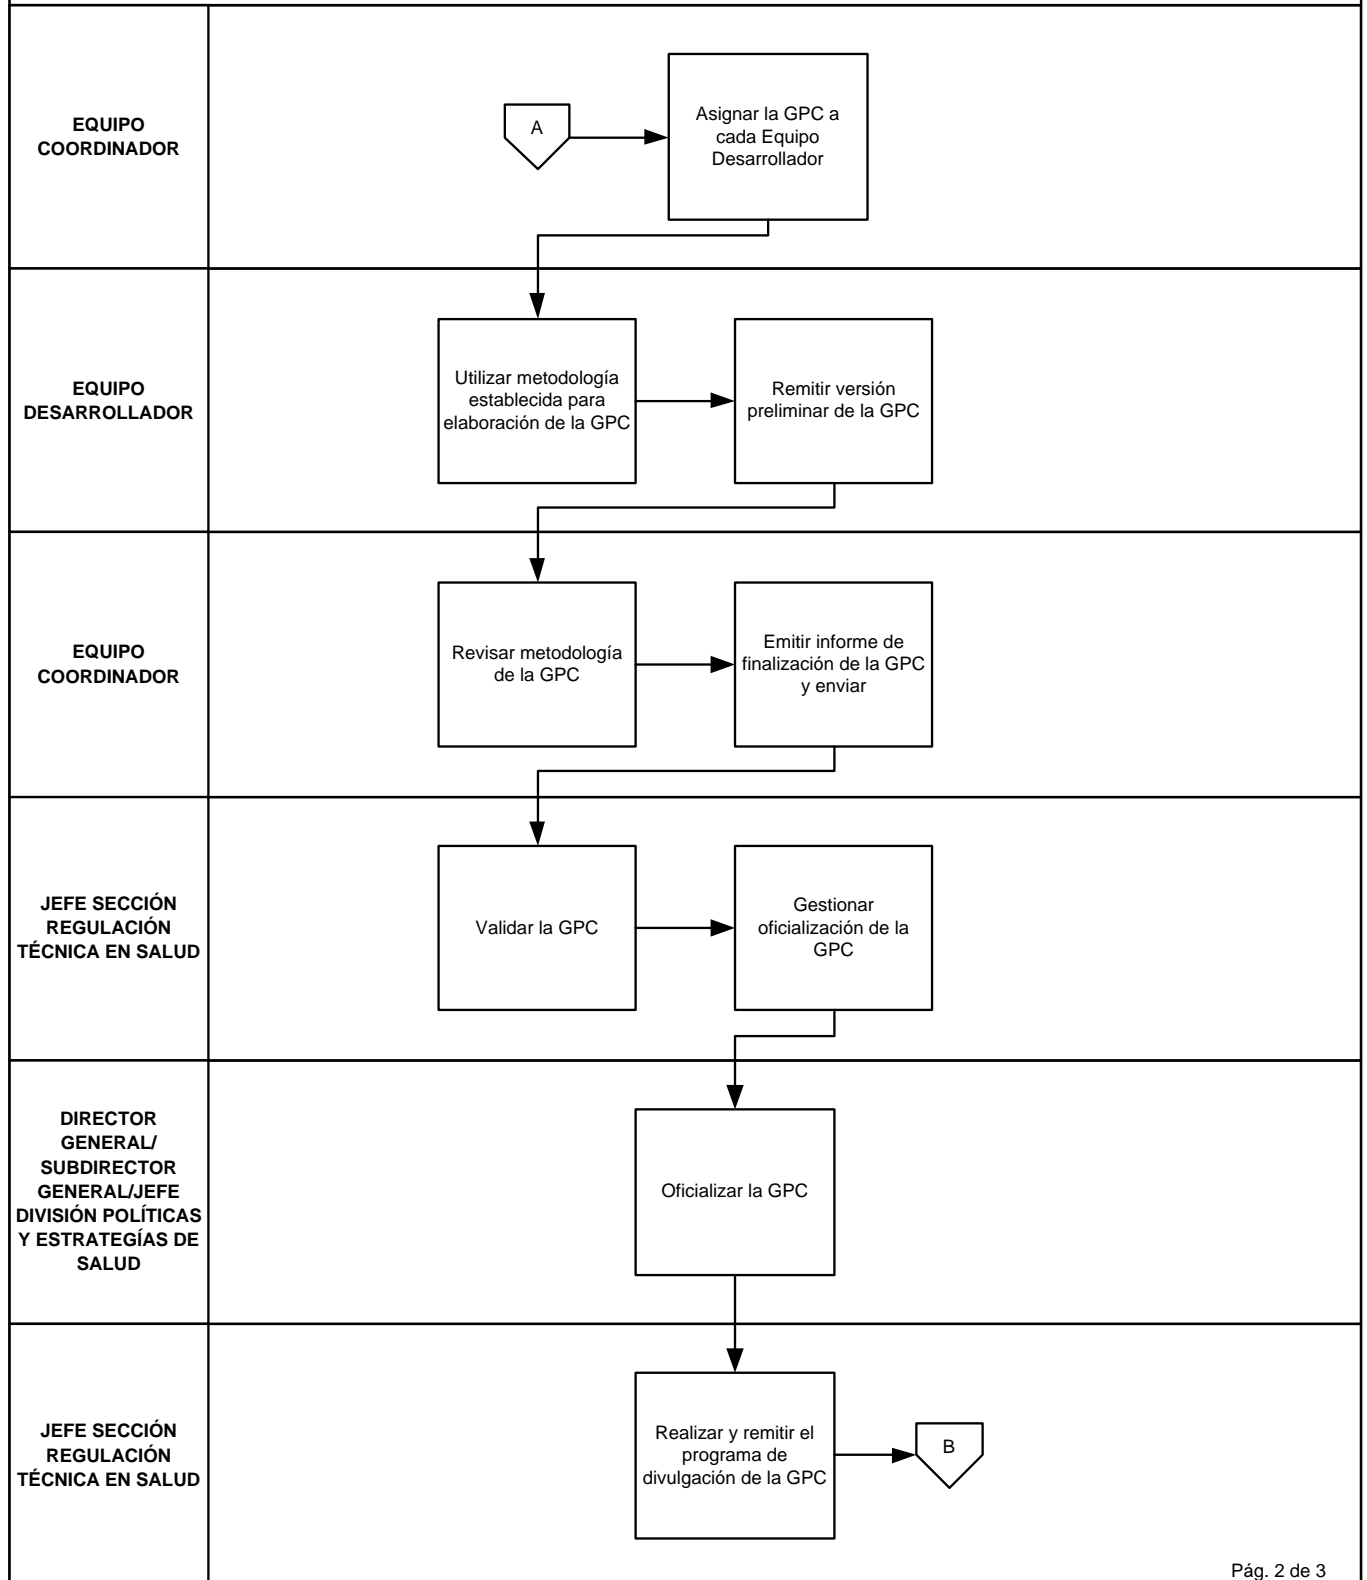 EQUIPO
COORDINADOR
A
Asignar la GPC a
cada Equipo
Desarrollador
EQUIPO
DESARROLLADOR
Utilizar metodología
establecida para
elaboración de la GPC
Remitir versión
preliminar de la GPC
EQUIPO
COORDINADOR
Revisar metodología
de la GPC
Emitir informe de
finalización de la GPC
y enviar
JEFE SECCIÓN
REGULACIÓN
TÉCNICA EN SALUD
Validar la GPC
Gestionar
oficialización de la
GPC
DIRECTOR
GENERAL/
SUBDIRECTOR
GENERAL/JEFE
DIVISIÓN POLÍTICAS
Y ESTRATEGÍAS DE
SALUD
Oficializar la GPC
JEFE SECCIÓN
REGULACIÓN
TÉCNICA EN SALUD
Realizar y remitir el
programa de
divulgación de la GPC
B
Pág. 2 de 3